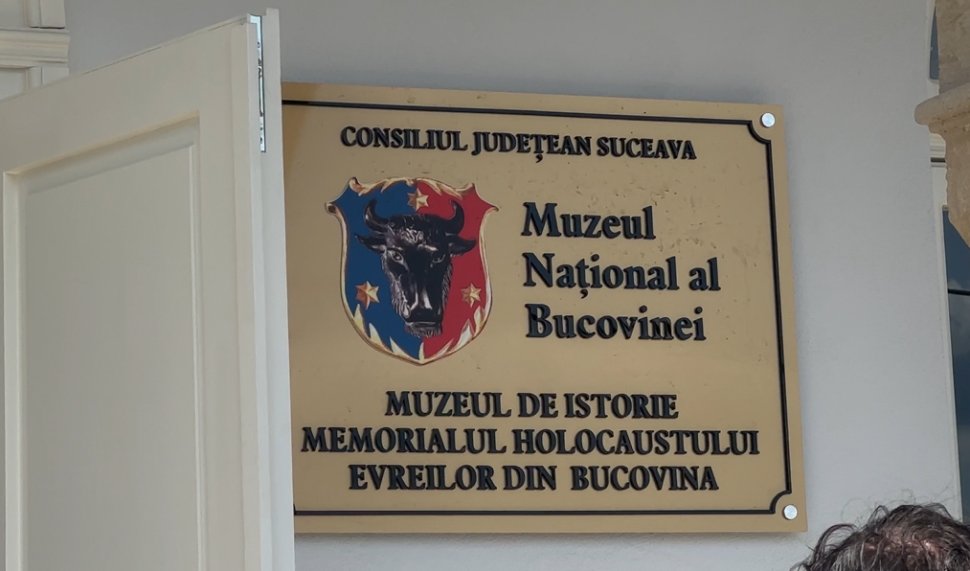 CONSILIUL JUDEȚEAN SUCEAVA
Muzeul
Național al
Bucovinei
MUZEUL DE ISTORIE
MEMORIALUL HOLOCAUSTULUI
EVREILOR DIN BUCOVINA